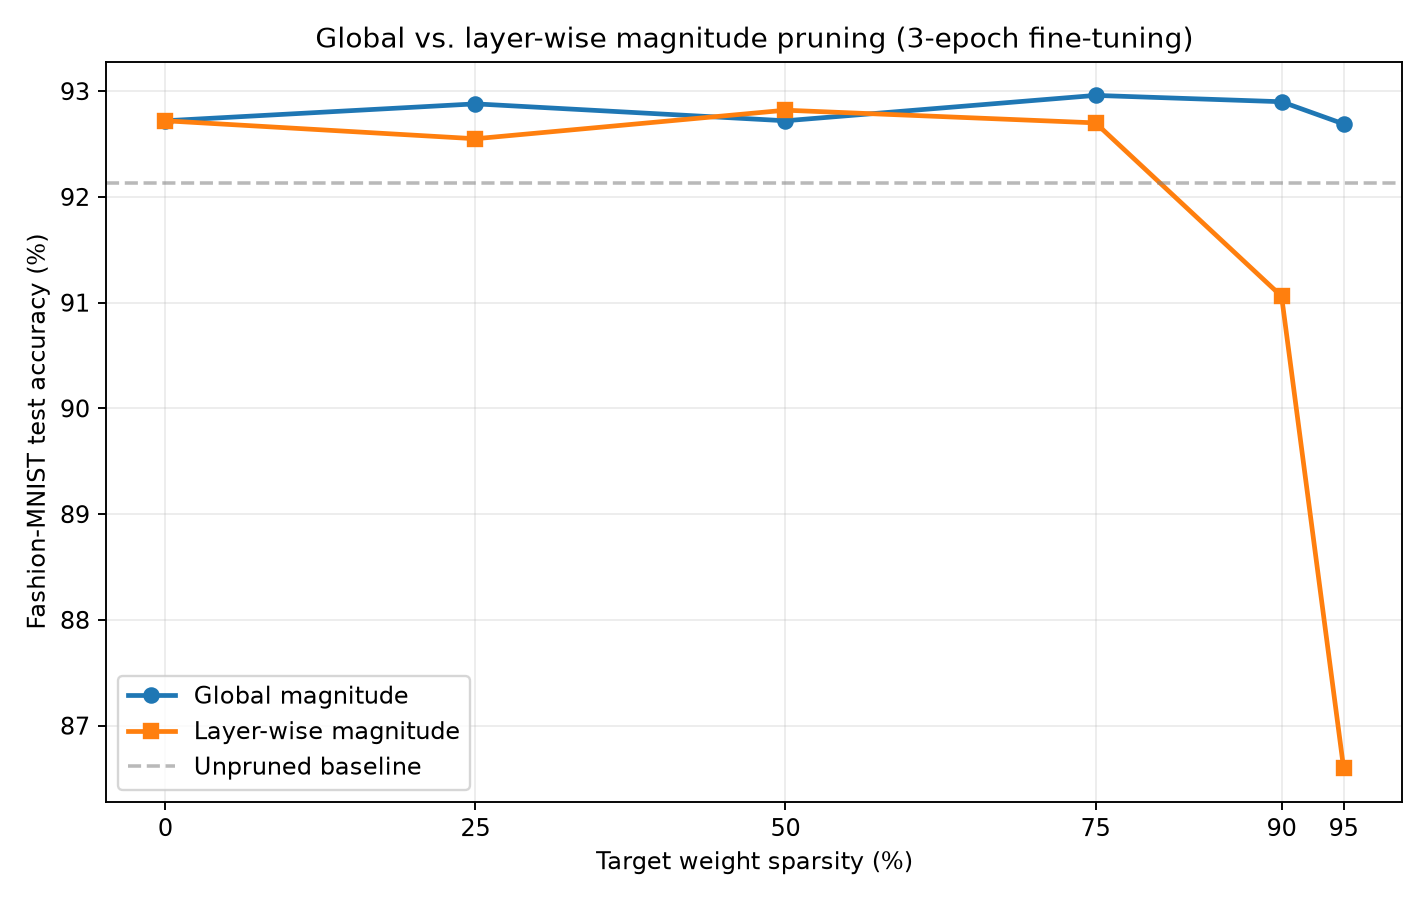 Global vs. layer-wise magnitude pruning (3-epoch fine-tuning)
Fashion-MNIST test accuracy (%)
93
92
91
90
89
88
87
Global magnitude
Layer-wise magnitude
Unpruned baseline
0 25 50 75 90 95
Target weight sparsity (%)